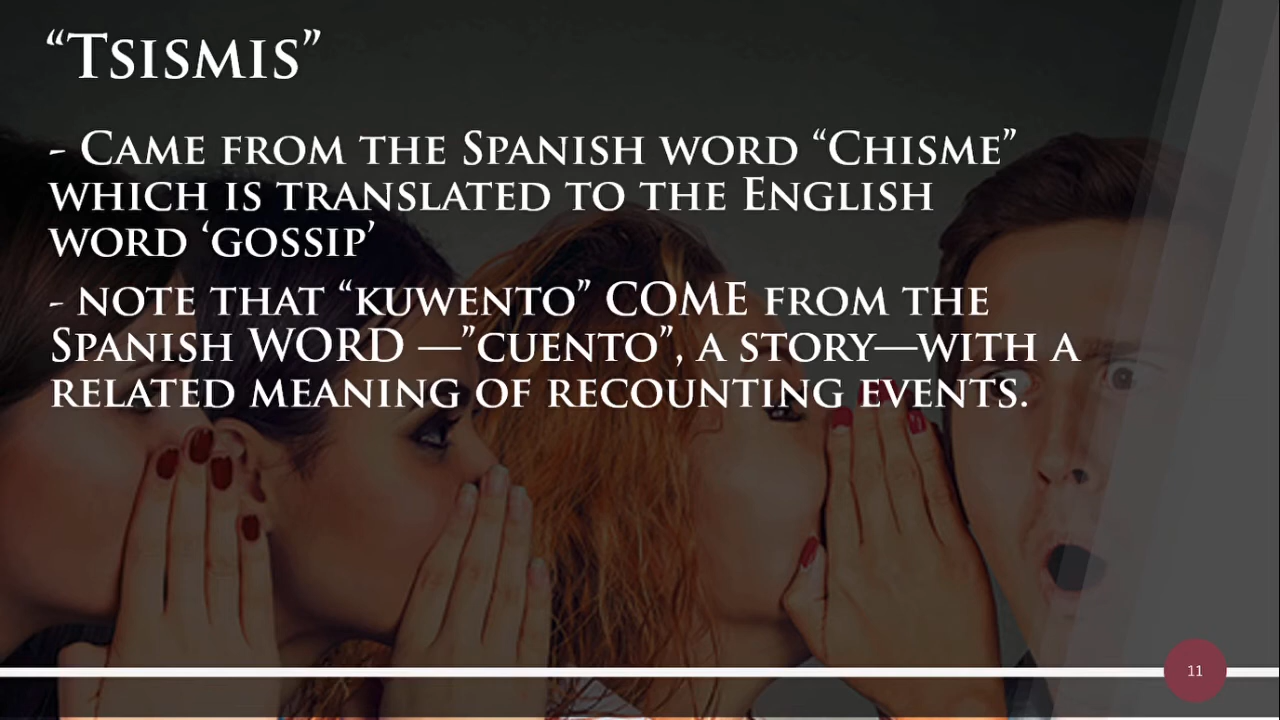 “Tsismis”
- Came from the Spanish word “Chisme”
which is translated to the English
word ‘gossip’
- note that “kuwento” COME from the
Spanish WORD —”cuento”, a story—with a
related meaning of recounting events.
11